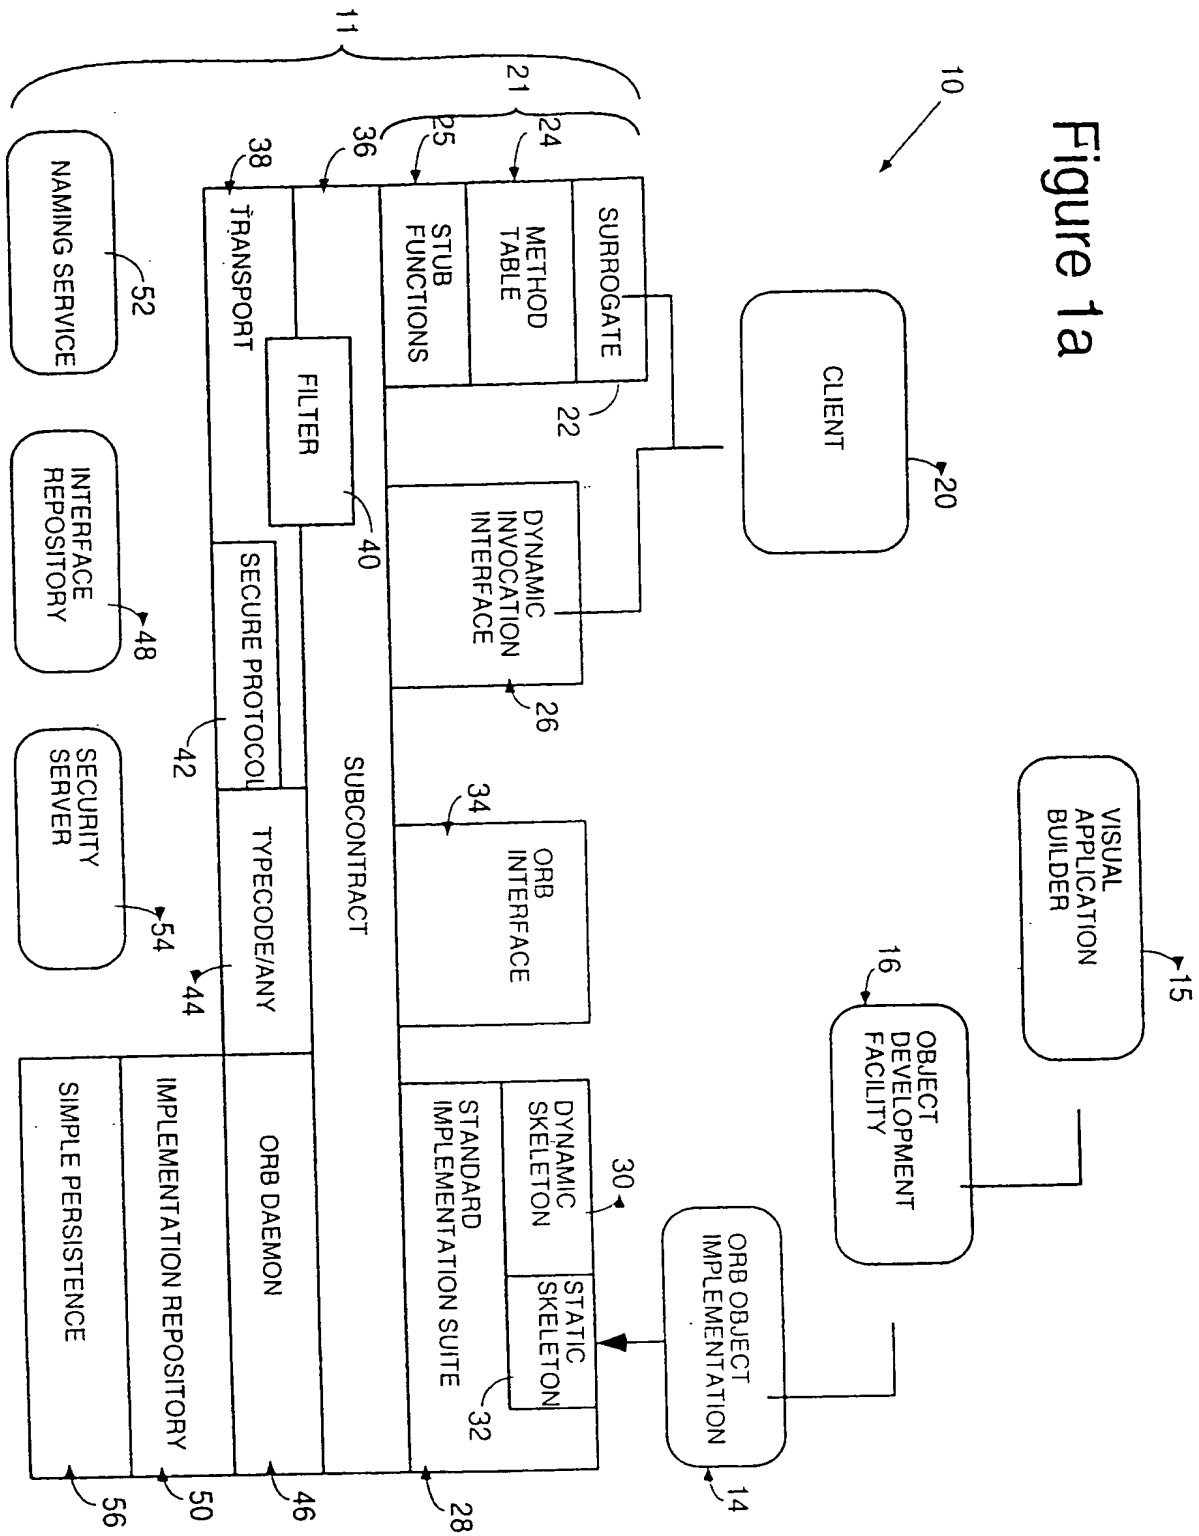 Figure 1a
10
15
VISUAL
APPLICATION
BUILDER
16
OBJECT
DEVELOPMENT
FACILITY
20
CLIENT
ORB OBJECT
IMPLEMENTATION
14
11
21
22
SURROGATE
24
METHOD
TABLE
25
STUB
FUNCTIONS
DYNAMIC
INVOCATION
INTERFACE
26
34
ORB
INTERFACE
30
DYNAMIC
SKELETON
STATIC
SKELETON
32
STANDARD
IMPLEMENTATION SUITE
28
36
SUBCONTRACT
FILTER
40
38
TRANSPORT
SECURE PROTOCOL
42
TYPECODE/ANY
44
ORB DAEMON
46
IMPLEMENTATION REPOSITORY
50
SIMPLE PERSISTENCE
56
NAMING SERVICE
52
INTERFACE
REPOSITORY
48
SECURITY
SERVER
54